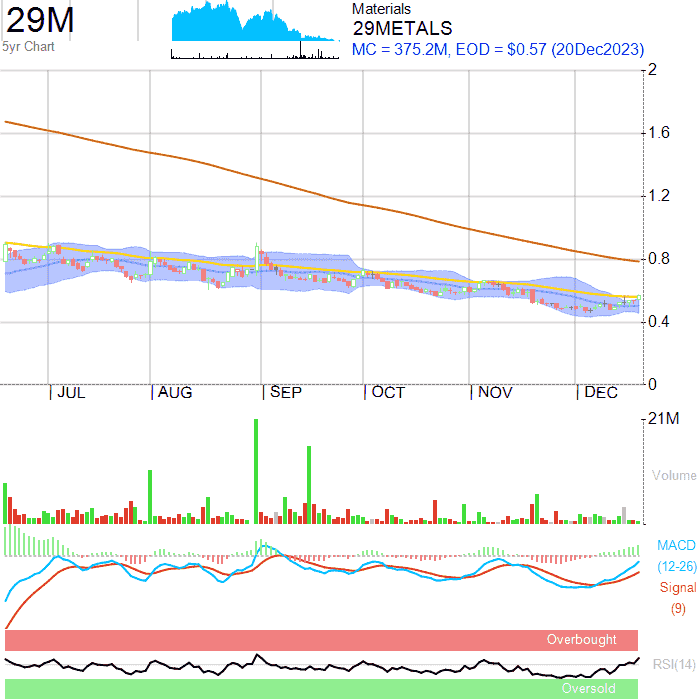 29M
5yr Chart
Materials
29METALS
MC = 375.2M, EOD = $0.57 (20Dec2023)
2
1.6
1.2
0.8
0.4
0
JUL AUG SEP OCT NOV DEC
21M
Volume
MACD
(12-26)
Signal
(9)
Overbought
RSI(14)
Oversold